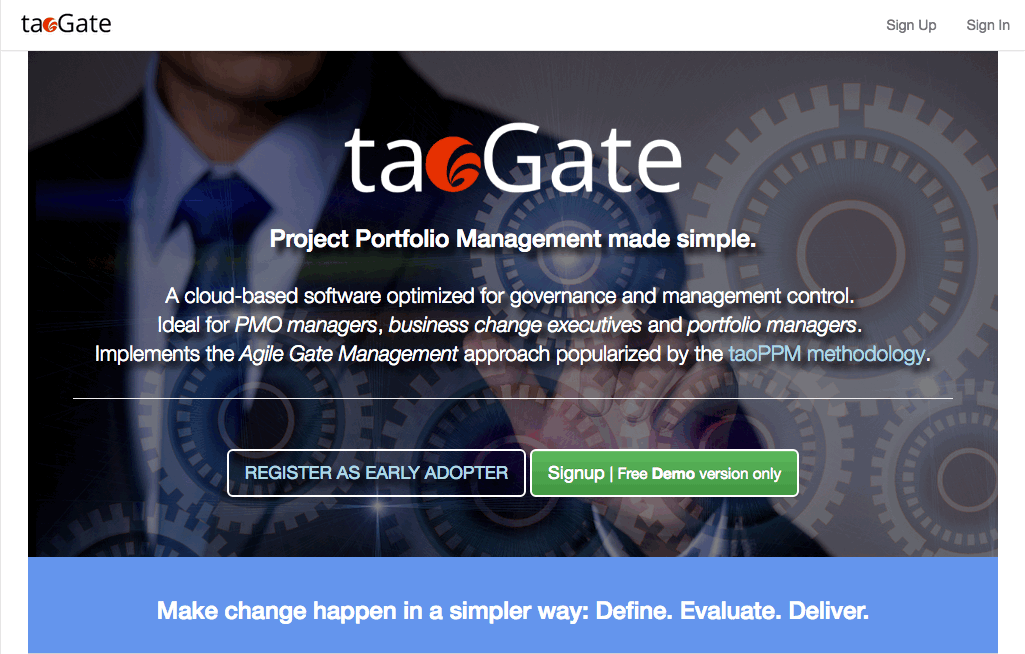 taoGate
Sign Up
Sign In
taoGate
Project Portfolio Management made simple.
A cloud-based software optimized for governance and management control.
Ideal for PMO managers, business change executives and portfolio managers.
Implements the Agile Gate Management approach popularized by the taoPPM methodology.
REGISTER AS EARLY ADOPTER
Signup | Free Demo version only
Make change happen in a simpler way: Define. Evaluate. Deliver.